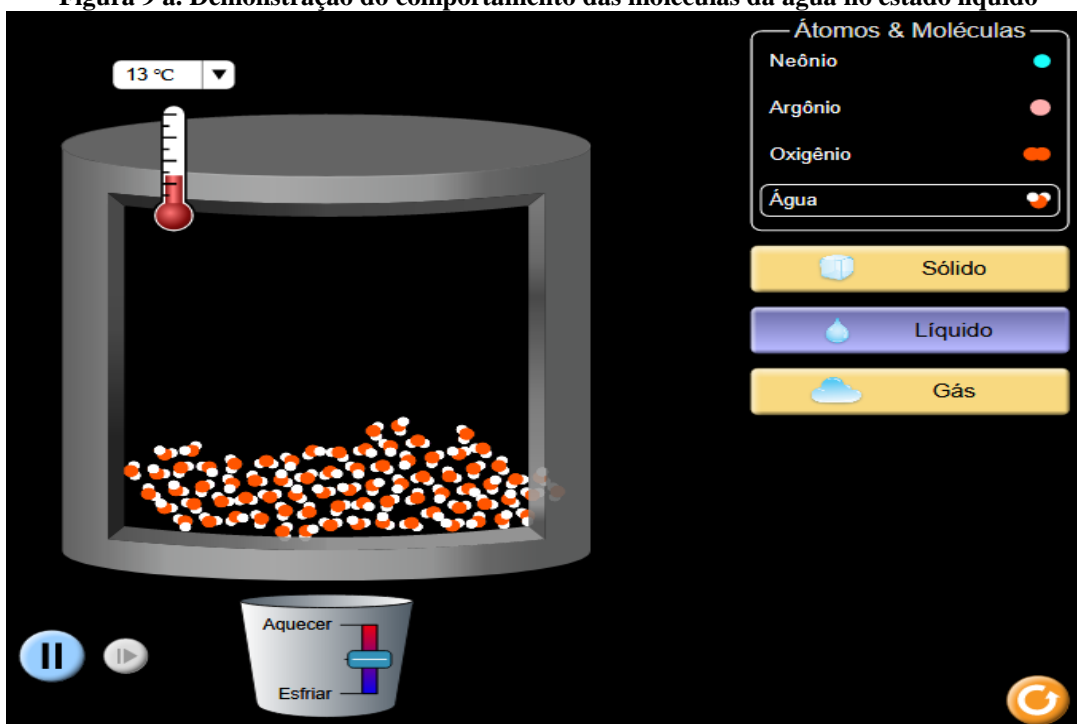 Figura 9 a. Demonstração do comportamento das moléculas da água no estado líquido
Átomos & Moléculas
13 °C
Neônio
Argônio
Oxigênio
Água
Sólido
Líquido
Gás
Aquecer
Esfriar